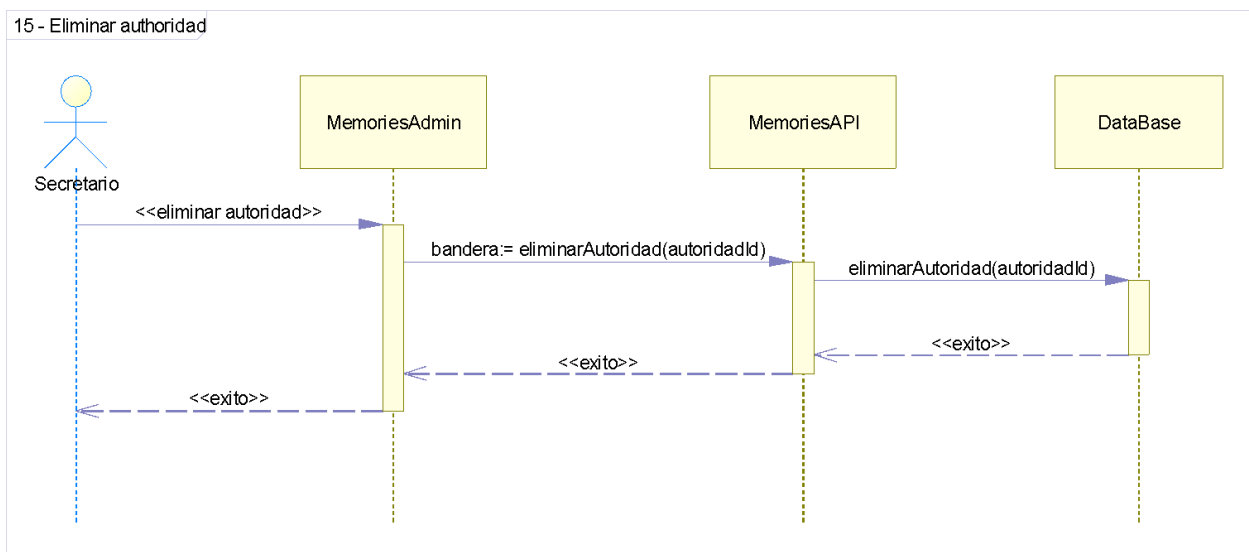 15 - Eliminar authoridad
MemoriesAdmin
MemoriesAPI
DataBase
Secretario
<<eliminar autoridad>>
bandera:= eliminarAutoridad(autoridadId)
eliminarAutoridad(autoridadId)
<<exito>>
<<exito>>
<<exito>>